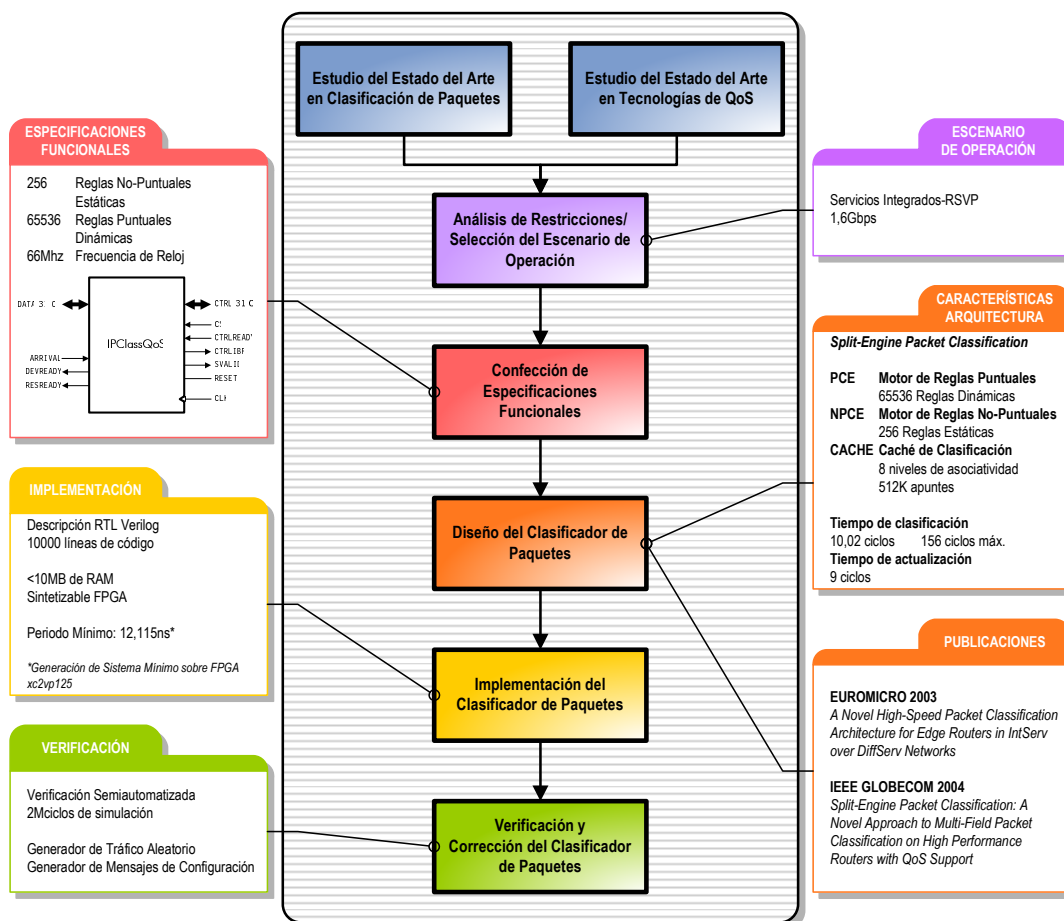 Estudio del Estado del Arte
en Clasificación de Paquetes
Estudio del Estado del Arte
en Tecnologías de QoS
Análisis de Restricciones/
Selección del Escenario de
Operación
Confección de
Especificaciones
Funcionales
Diseño del Clasificador de
Paquetes
Implementación del
Clasificador de Paquetes
Verificación y
Corrección del Clasificador
de Paquetes
ESPECIFICACIONES
FUNCIONALES
256 Reglas No-Puntuales
Estáticas
65536 Reglas Puntuales
Dinámicas
66Mhz Frecuencia de Reloj
IPClassQoS
ARRIVAL
DEVREADY
RESREADY
CTRLREADY
SVALID
RESET
CLK
IMPLEMENTACIÓN
Descripción RTL Verilog
10000 líneas de código
<10MB de RAM
Sintetizable FPGA
Periodo Mínimo: 12,115ns*
*Generación de Sistema Mínimo sobre FPGA
xc2vp125
VERIFICACIÓN
Verificación Semiautomatizada
2Mciclos de simulación
Generador de Tráfico Aleatorio
Generador de Mensajes de Configuración
ESCENARIO
DE OPERACIÓN
Servicios Integrados-RSVP
1,6Gbps
CARACTERÍSTICAS
ARQUITECTURA
Split-Engine Packet Classification
PCE Motor de Reglas Puntuales
65536 Reglas Dinámicas
NPCE Motor de Reglas No-Puntuales
256 Reglas Estáticas
CACHE Caché de Clasificación
8 niveles de asociatividad
512K apuntes
Tiempo de clasificación
10,02 ciclos 156 ciclos máx.
Tiempo de actualización
9 ciclos
PUBLICACIONES
EUROMICRO 2003
A Novel High-Speed Packet Classification
Architecture for Edge Routers in IntServ
over DiffServ Networks
IEEE GLOBECOM 2004
Split-Engine Packet Classification: A
Novel Approach to Multi-Field Packet
Classification on High Performance
Routers with QoS Support